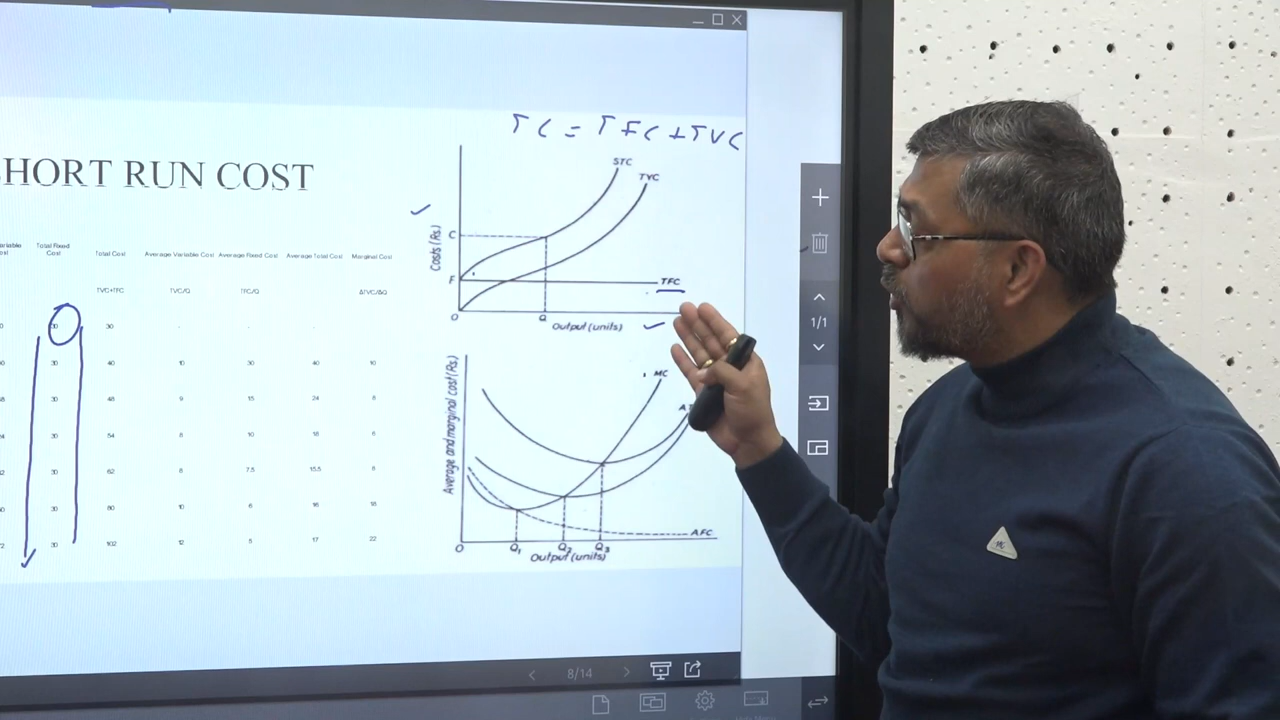 TC = TFC + TVC
HORT RUN COST
STC
TVC
C
Costs (Rs.)
F
TFC
O
Q
Output (units)
Total Fixed Cost Total Cost Average Variable Cost Average Fixed Cost Average Total Cost Marginal Cost
TVC+TFC TVC/Q TFC/Q ΔTVC/ΔQ
30 30 - - -
30 40 10 30 40 10
30 48 9 15 24 8
30 54 8 10 18 6
30 62 8 7.5 15.5 8
30 80 10 6 16 18
30 102 12 5 17 22
MC
Average and marginal cost (Rs.)
AFC
O
Q1 Q2 Q3
Output (units)
1/1
8/14